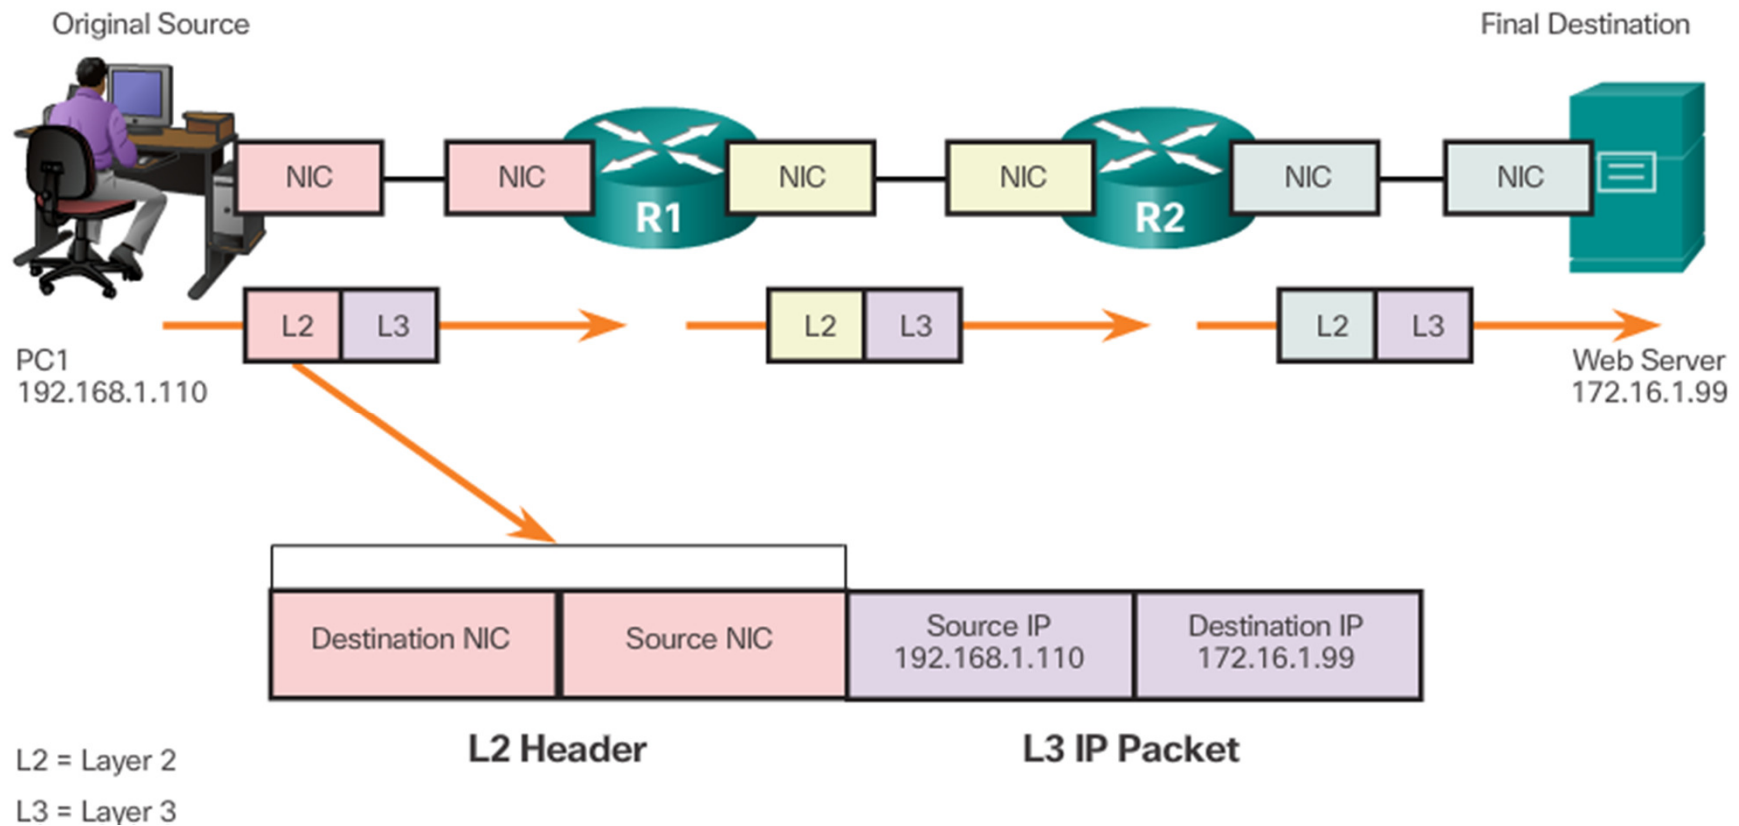 Original Source
Final Destination
NIC
NIC
R1
NIC
NIC
R2
NIC
NIC
L2
L3
L2
L3
L2
L3
PC1
192.168.1.110
Web Server
172.16.1.99
Destination NIC
Source NIC
Source IP
192.168.1.110
Destination IP
172.16.1.99
L2 Header
L3 IP Packet
L2 = Layer 2
L3 = Layer 3